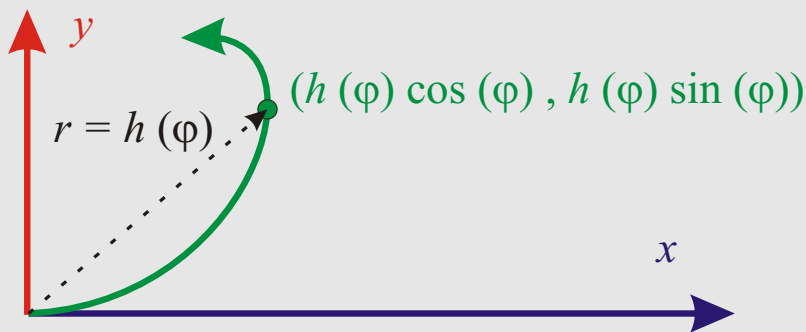 y
(h (φ) cos (φ) , h (φ) sin (φ))
r = h (φ)
x